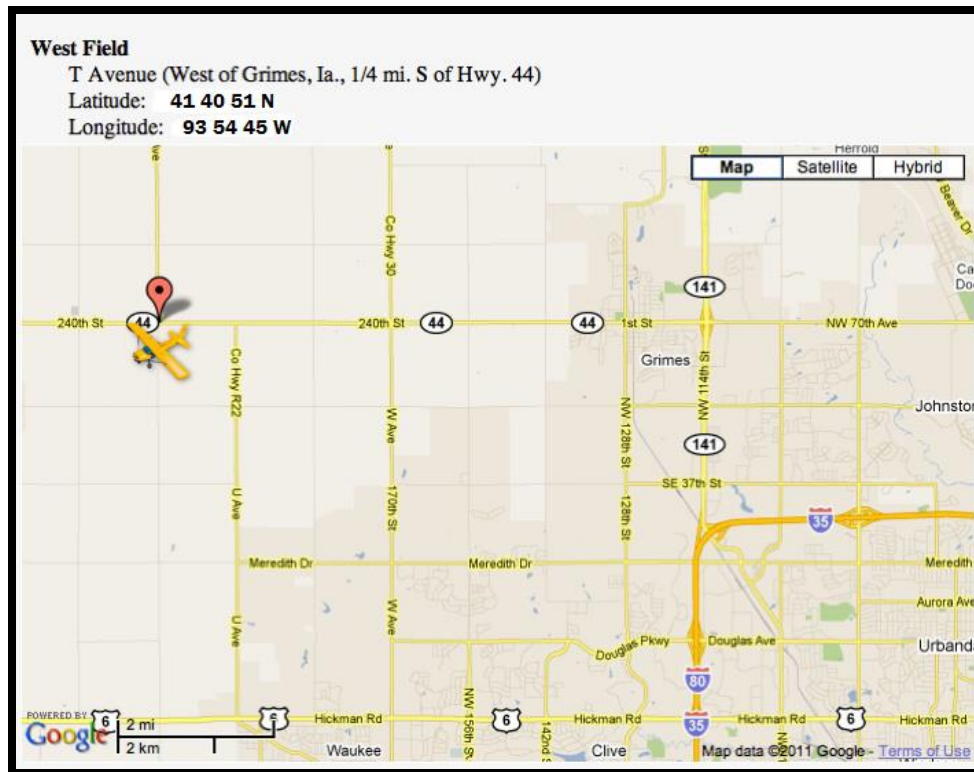 West Field
T Avenue (West of Grimes, Ia., 1/4 mi. S of Hwy. 44)
Latitude: 41 40 51 N
Longitude: 93 54 45 W
Herrold
Map Satellite Hybrid
Ave
Co Hwy 30
Beaver Dr
141
240th St 44 240th St 44 44 1st St NW 70th Ave
Grimes
Co Hwy R22
NW 114th St
W Ave
NW 128th St
Johnston
141
SE 37th St
U Ave
170th St
128th St
35
Meredith Dr Meredith Dr Meredith
Aurora Ave
U Ave
W Ave
Douglas Pkwy Douglas Ave
Urbanda
80
POWERED BY
Google
6 2 mi
2 km
6 Hickman Rd
NW 156th St
6
142nd S
Hickman Rd
35
Hickman Rd 6 Hickman Rd
Waukee Clive
Map data ©2011 Google - Terms of Use